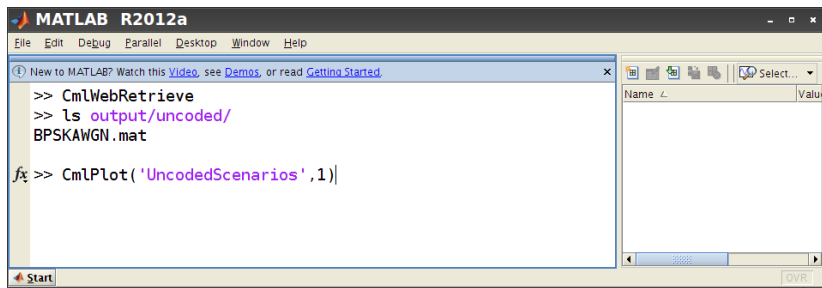 MATLAB R2012a
File Edit Debug Parallel Desktop Window Help
New to MATLAB? Watch this Video, see Demos, or read Getting Started.
Select...
>> CmlWebRetrieve
>> ls output/uncoded/
BPSKAWGN.mat
fx >> CmlPlot('UncodedScenarios',1)
Name Valu
Start
OVR